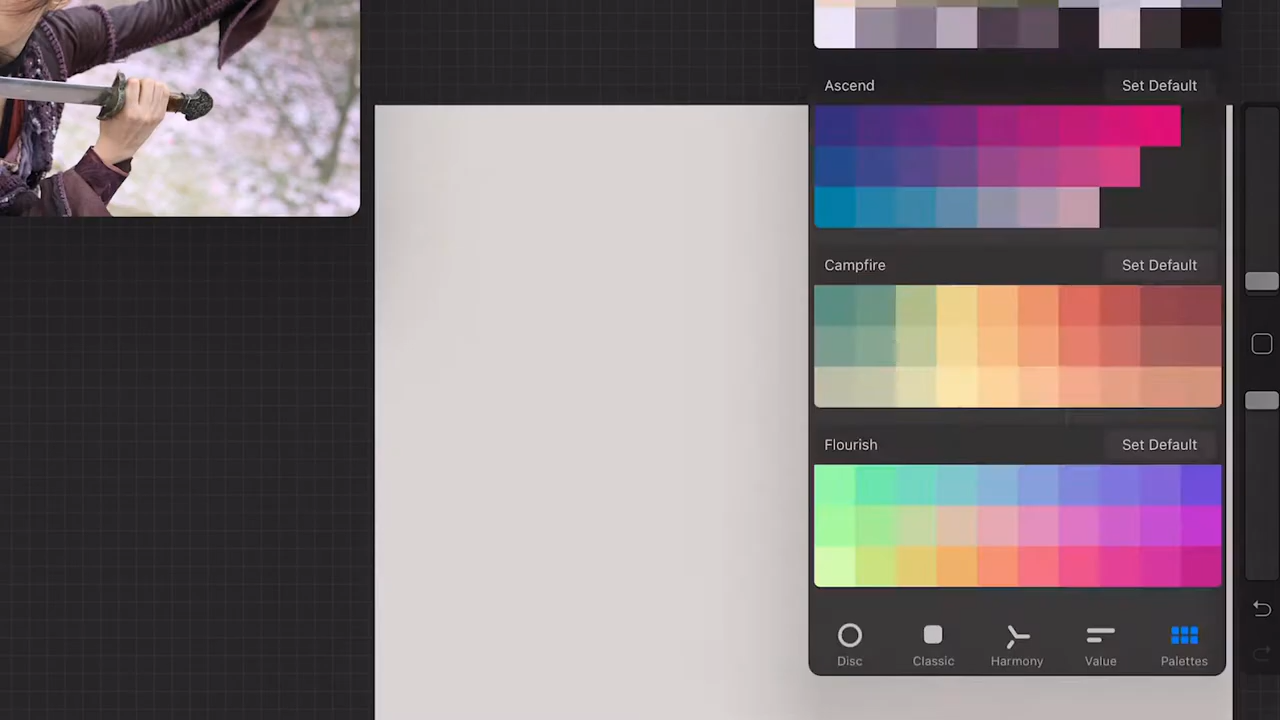 Ascend Set Default
Campfire Set Default
Flourish Set Default
Disc Classic Harmony Value Palettes